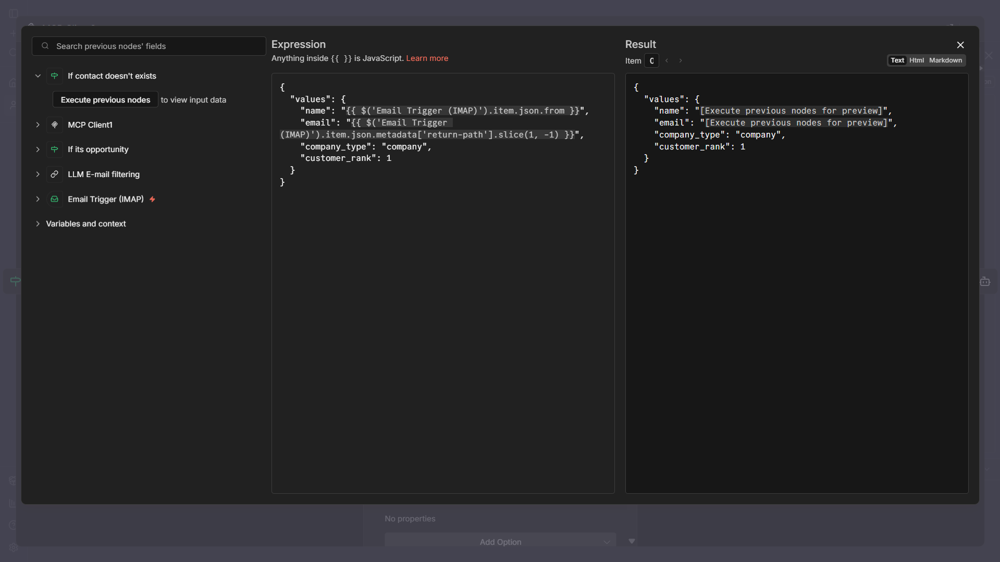 Search previous nodes' fields
If contact doesn't exists
Execute previous nodes to view input data
MCP Client1
If its opportunity
LLM E-mail filtering
Email Trigger (IMAP)
Variables and context
Expression
Anything inside {{ }} is JavaScript. Learn more
{
  "values": {
    "name": "{{ $('Email Trigger (IMAP)').item.json.from }}",
    "email": "{{ $('Email Trigger
(IMAP)').item.json.metadata['return-path'].slice(1, -1) }}",
    "company_type": "company",
    "customer_rank": 1
  }
}
Result
Item 0
Text Html Markdown
{
  "values": {
    "name": "[Execute previous nodes for preview]",
    "email": "[Execute previous nodes for preview]",
    "company_type": "company",
    "customer_rank": 1
  }
}
No properties
Add Option